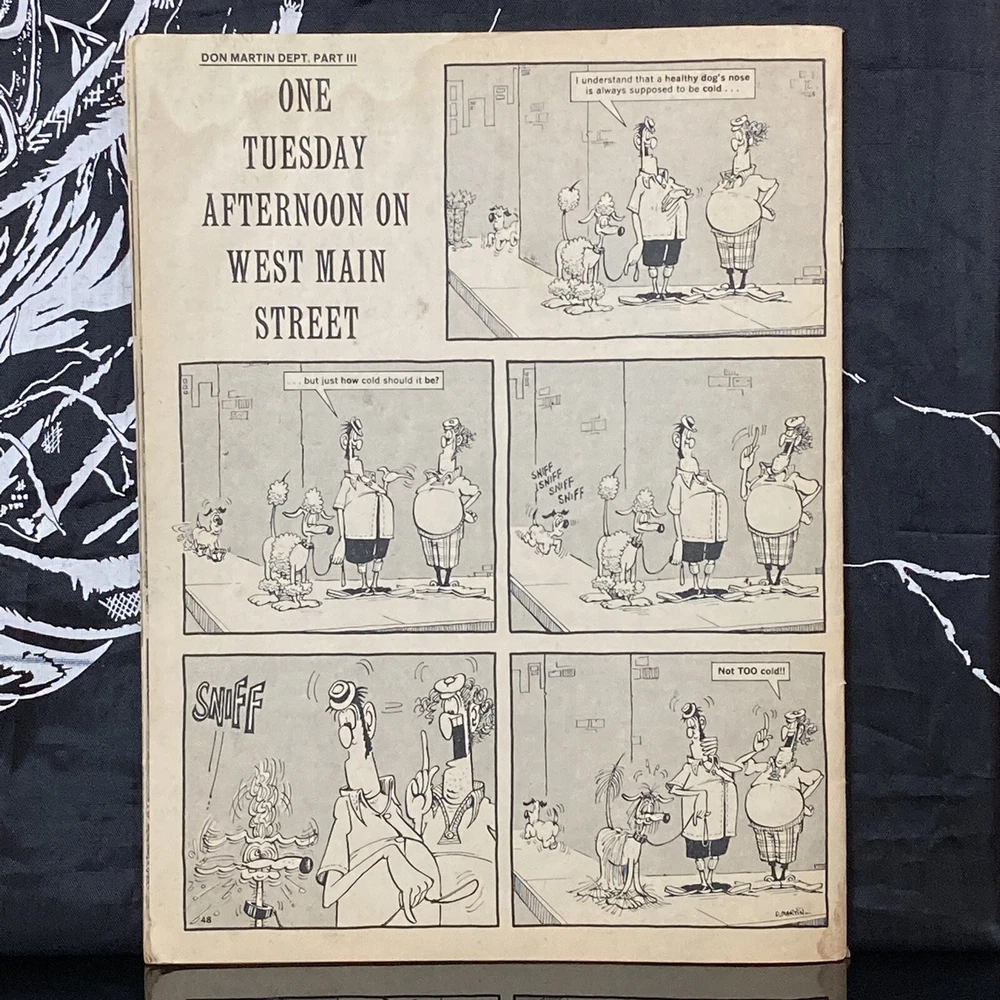 DON MARTIN DEPT. PART III
ONE
TUESDAY
AFTERNOON ON
WEST MAIN
STREET
I understand that a healthy dog's nose
is always supposed to be cold . . .
. . . but just how cold should it be?
SNIFF
SNIFF
SNIFF
SNIFF
SNIFF
48
Not TOO cold!!
D. MARTIN